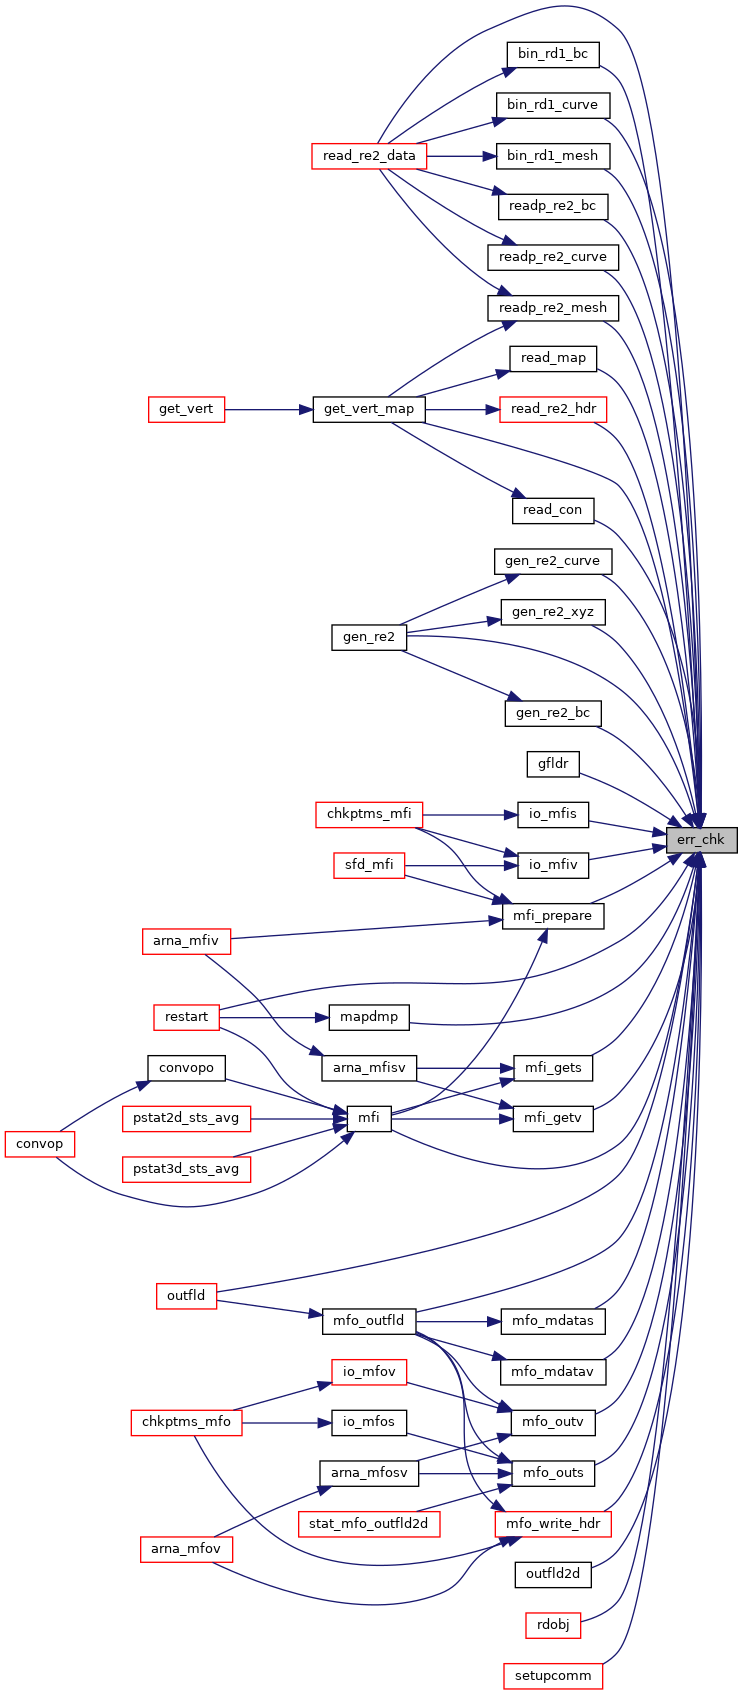 bin_rd1_bc
bin_rd1_curve
read_re2_data
bin_rd1_mesh
readp_re2_bc
readp_re2_curve
readp_re2_mesh
read_map
get_vert
get_vert_map
read_re2_hdr
read_con
gen_re2_curve
gen_re2_xyz
gen_re2
gen_re2_bc
gfldr
chkptms_mfi
io_mfis
err_chk
sfd_mfi
io_mfiv
mfi_prepare
arna_mfiv
restart
mapdmp
convopo
arna_mfisv
mfi_gets
pstat2d_sts_avg
mfi
mfi_getv
convop
pstat3d_sts_avg
outfld
mfo_outfld
mfo_mdatas
io_mfov
mfo_mdatav
chkptms_mfo
io_mfos
mfo_outv
arna_mfosv
mfo_outs
stat_mfo_outfld2d
mfo_write_hdr
arna_mfov
outfld2d
rdobj
setupcomm